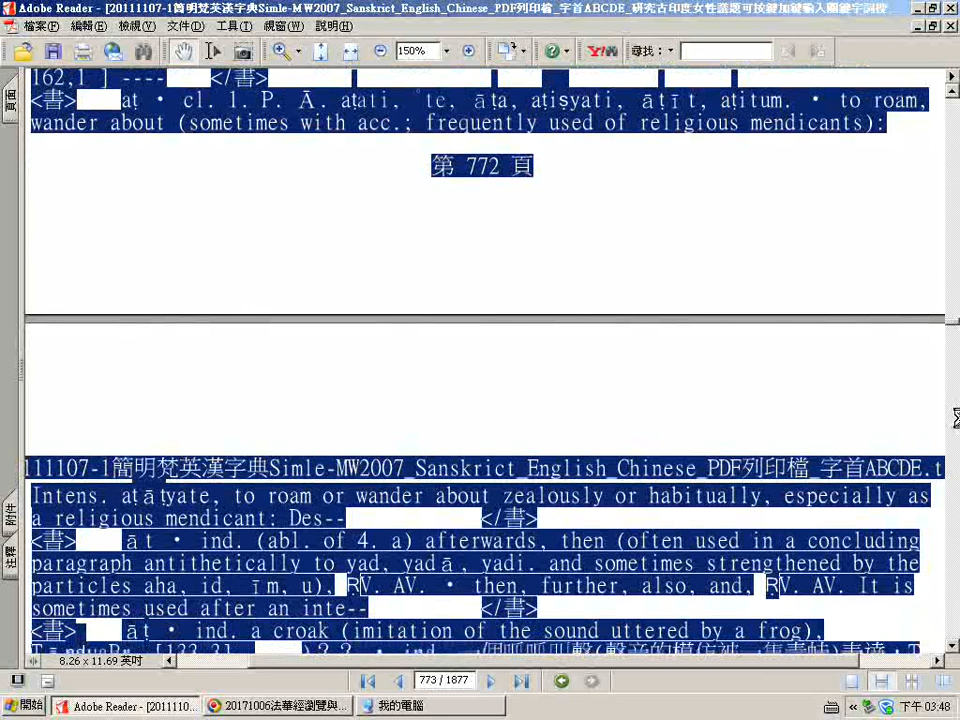 Adobe Reader - [20111107-1簡明梵英漢字典Simle-MW2007_Sanskrict_English_Chinese_PDF列印檔_字首ABCDE_研究古印度女性議題可按鍵加鍵輸入關鍵字詞搜
檔案(F) 編輯(E) 檢視(V) 文件(D) 工具(T) 視窗(W) 說明(H)
150% Y! 尋找:
頁面
162,1 ] ---- </書>
<書> aṭ • cl. 1. P. Ā. aṭati, °te, āṭa, aṭiṣyati, āṭīt, aṭitum. • to roam,
wander about (sometimes with acc.; frequently used of religious mendicants):
第 772 頁
111107-1簡明梵英漢字典Simle-MW2007_Sanskrict_English_Chinese_PDF列印檔_字首ABCDE.t
Intens. aṭāṭyate, to roam or wander about zealously or habitually, especially as
a religious mendicant: Des-- </書>
<書> āt • ind. (abl. of 4. a) afterwards, then (often used in a concluding
paragraph antithetically to yad, yadā, yadi. and sometimes strengthened by the
particles aha, id, īm, u), ṚV. AV. • then, further, also, and, ṚV. AV. It is
sometimes used after an inte-- </書>
<書> āṭ • ind. a croak (imitation of the sound uttered by a frog),
附件
注釋
8.26 x 11.69 英吋
773 / 1877
開始 Adobe Reader - [2011110... 20171006法華經瀏覽與... 我的電腦 下午 03:48